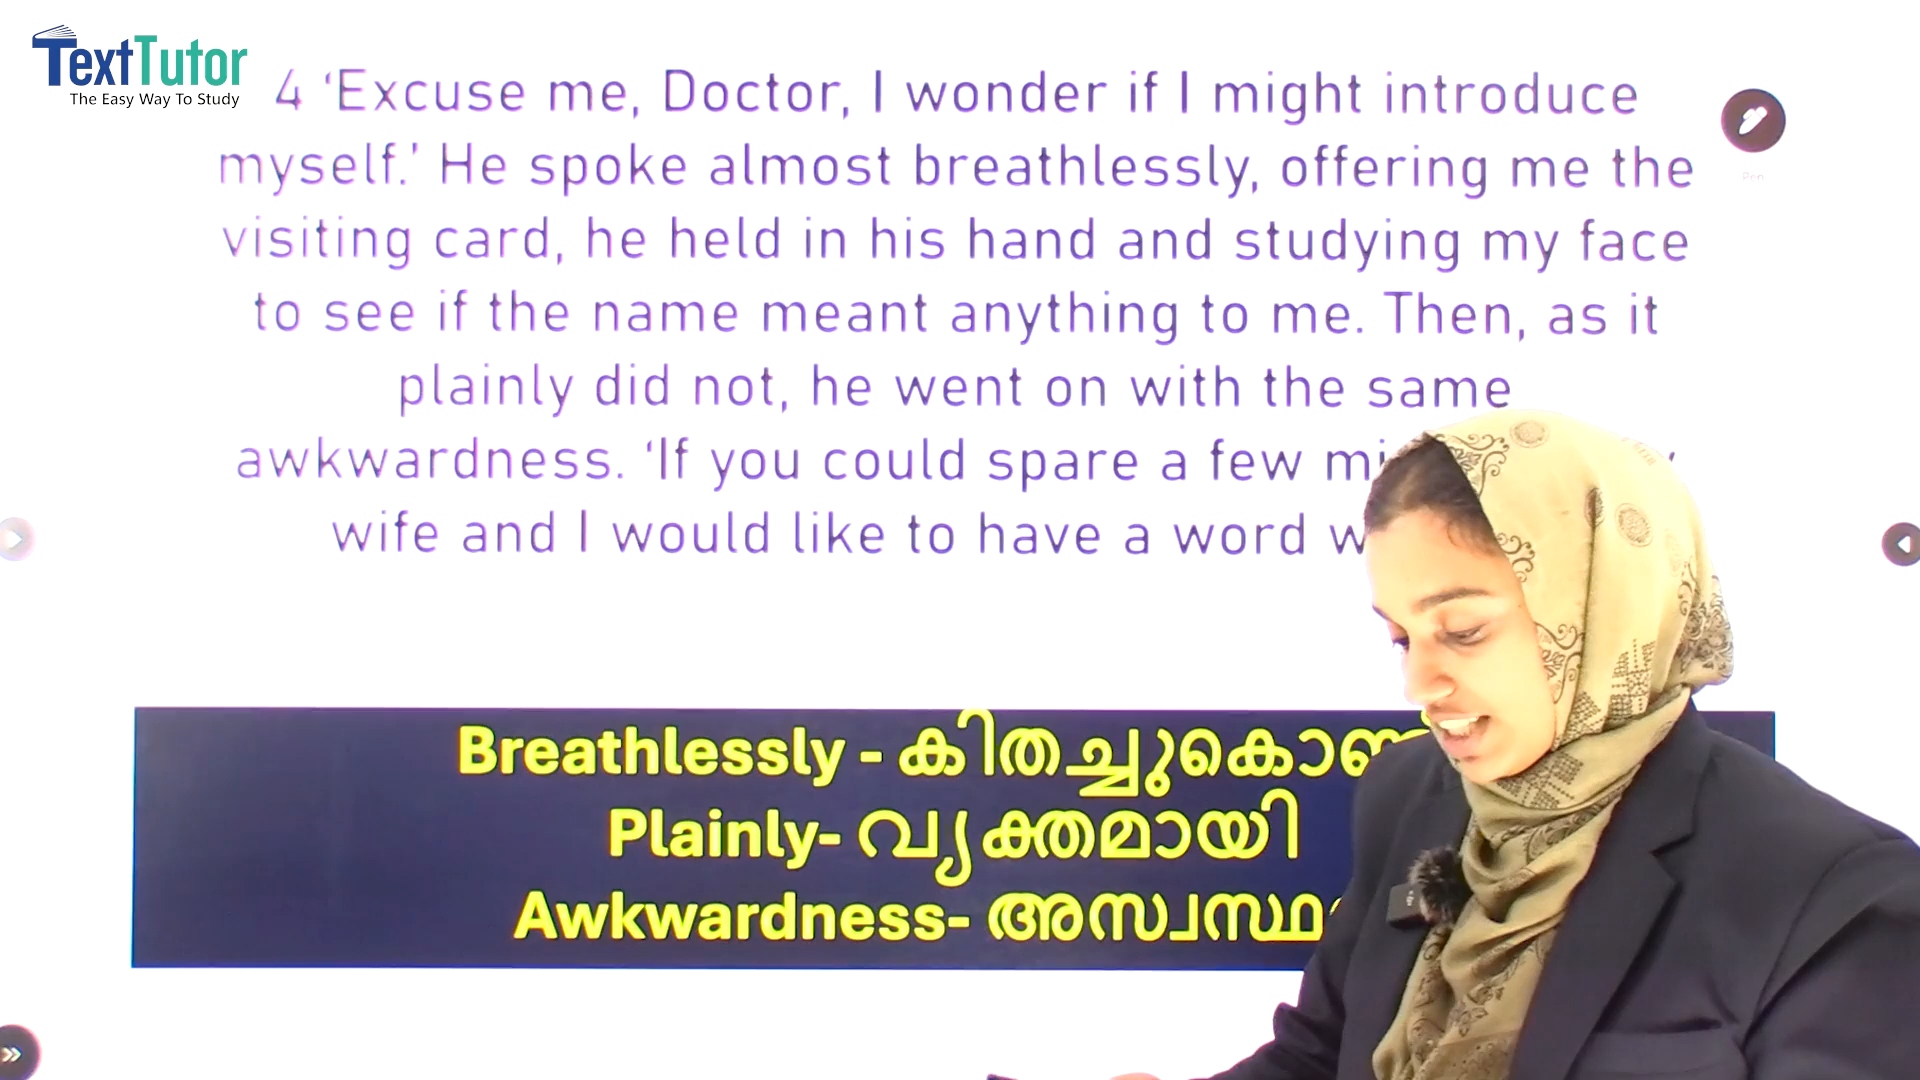 TextTutor
The Easy Way To Study
4 ‘Excuse me, Doctor, I wonder if I might introduce
myself.’ He spoke almost breathlessly, offering me the
visiting card, he held in his hand and studying my face
to see if the name meant anything to me. Then, as it
plainly did not, he went on with the same
awkwardness. ‘If you could spare a few
wife and I would like to have a word
Pen
Breathlessly -
Plainly- വ്യക്തമായി
Awkwardness-